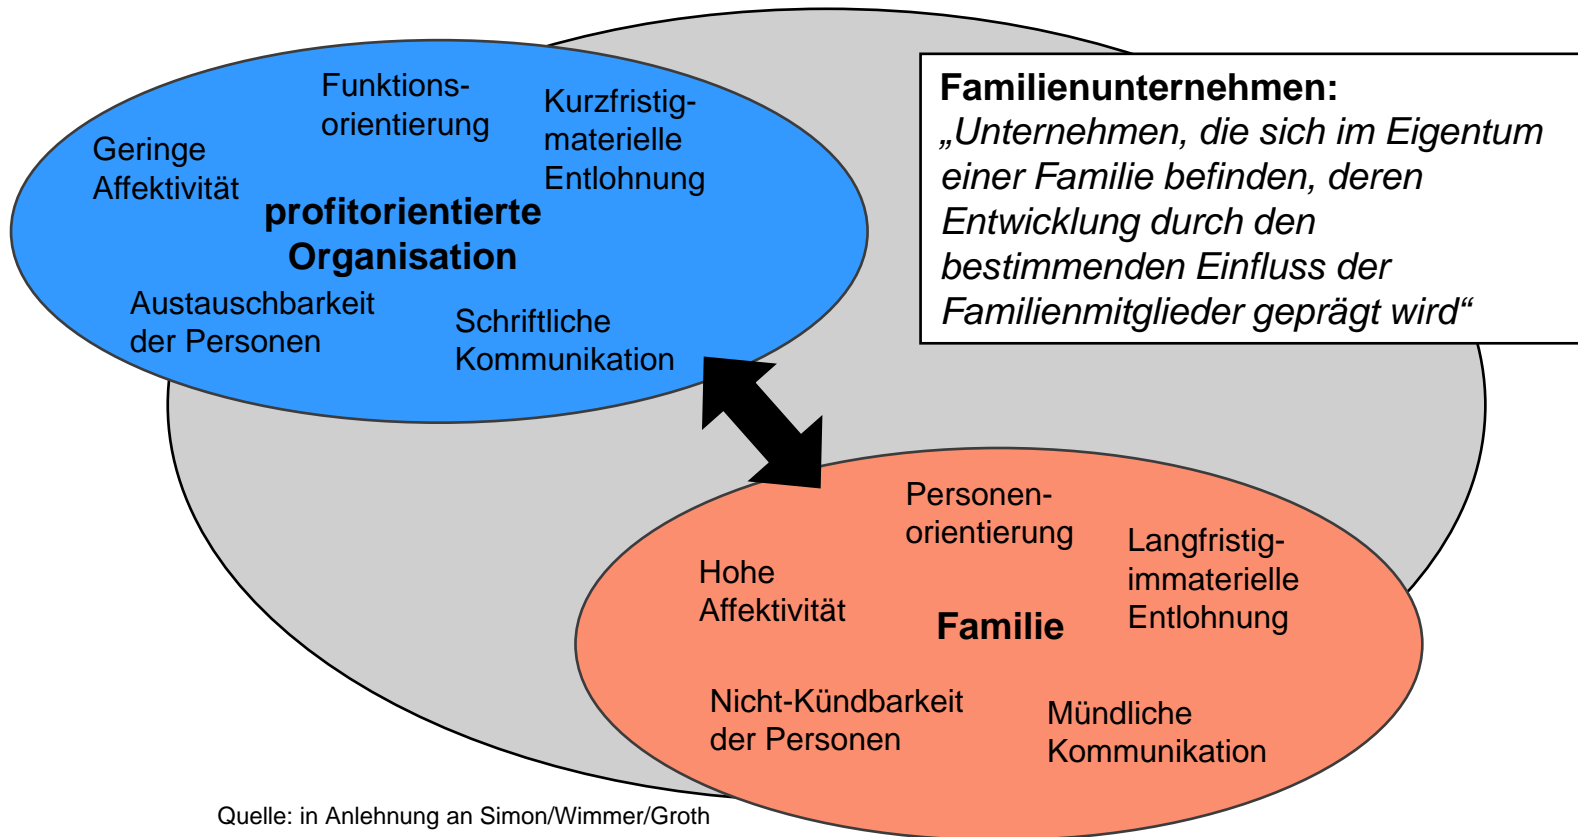 Funktions-
orientierung
Kurzfristig-
materielle
Entlohnung
Geringe
Affektivität
profitorientierte
Organisation
Austauschbarkeit
der Personen
Schriftliche
Kommunikation
Familienunternehmen:
„Unternehmen, die sich im Eigentum
einer Familie befinden, deren
Entwicklung durch den
bestimmenden Einfluss der
Familienmitglieder geprägt wird“
Personen-
orientierung
Langfristig-
immaterielle
Entlohnung
Hohe
Affektivität
Familie
Nicht-Kündbarkeit
der Personen
Mündliche
Kommunikation
Quelle: in Anlehnung an Simon/Wimmer/Groth